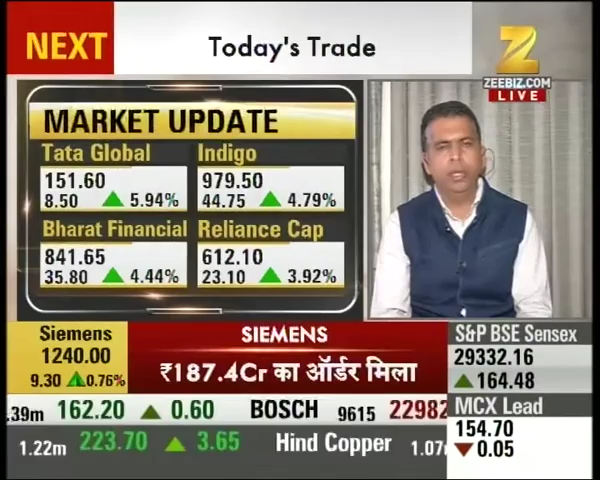 NEXT
Today's Trade
ZEEBIZ.COM
LIVE
MARKET UPDATE
Tata Global
151.60
8.50 5.94%
Indigo
979.50
44.75 4.79%
Bharat Financial
841.65
35.80 4.44%
Reliance Cap
612.10
23.10 3.92%
Siemens
1240.00
9.30 0.76%
SIEMENS
₹187.4Cr का ऑर्डर मिला
S&P BSE Sensex
29332.16
164.48
MCX Lead
154.70
0.05
.39m 162.20 0.60 BOSCH 9615 22982
1.22m 223.70 3.65 Hind Copper 1.07